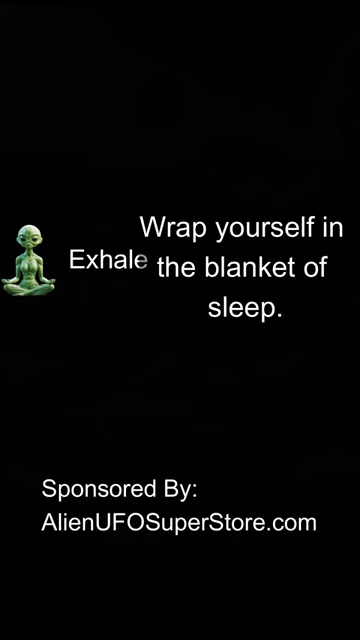 Exhale
Wrap yourself in
the blanket of
sleep.
Sponsored By:
AlienUFOSuperStore.com